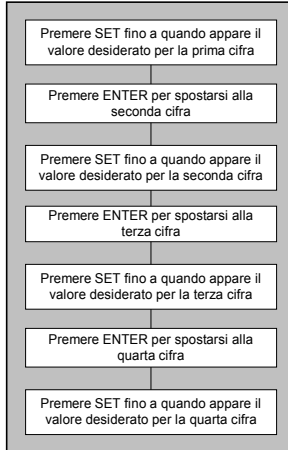 Premere SET fino a quando appare il
valore desiderato per la prima cifra
Premere ENTER per spostarsi alla
seconda cifra
Premere SET fino a quando appare il
valore desiderato per la seconda cifra
Premere ENTER per spostarsi alla
terza cifra
Premere SET fino a quando appare il
valore desiderato per la terza cifra
Premere ENTER per spostarsi alla
quarta cifra
Premere SET fino a quando appare il
valore desiderato per la quarta cifra